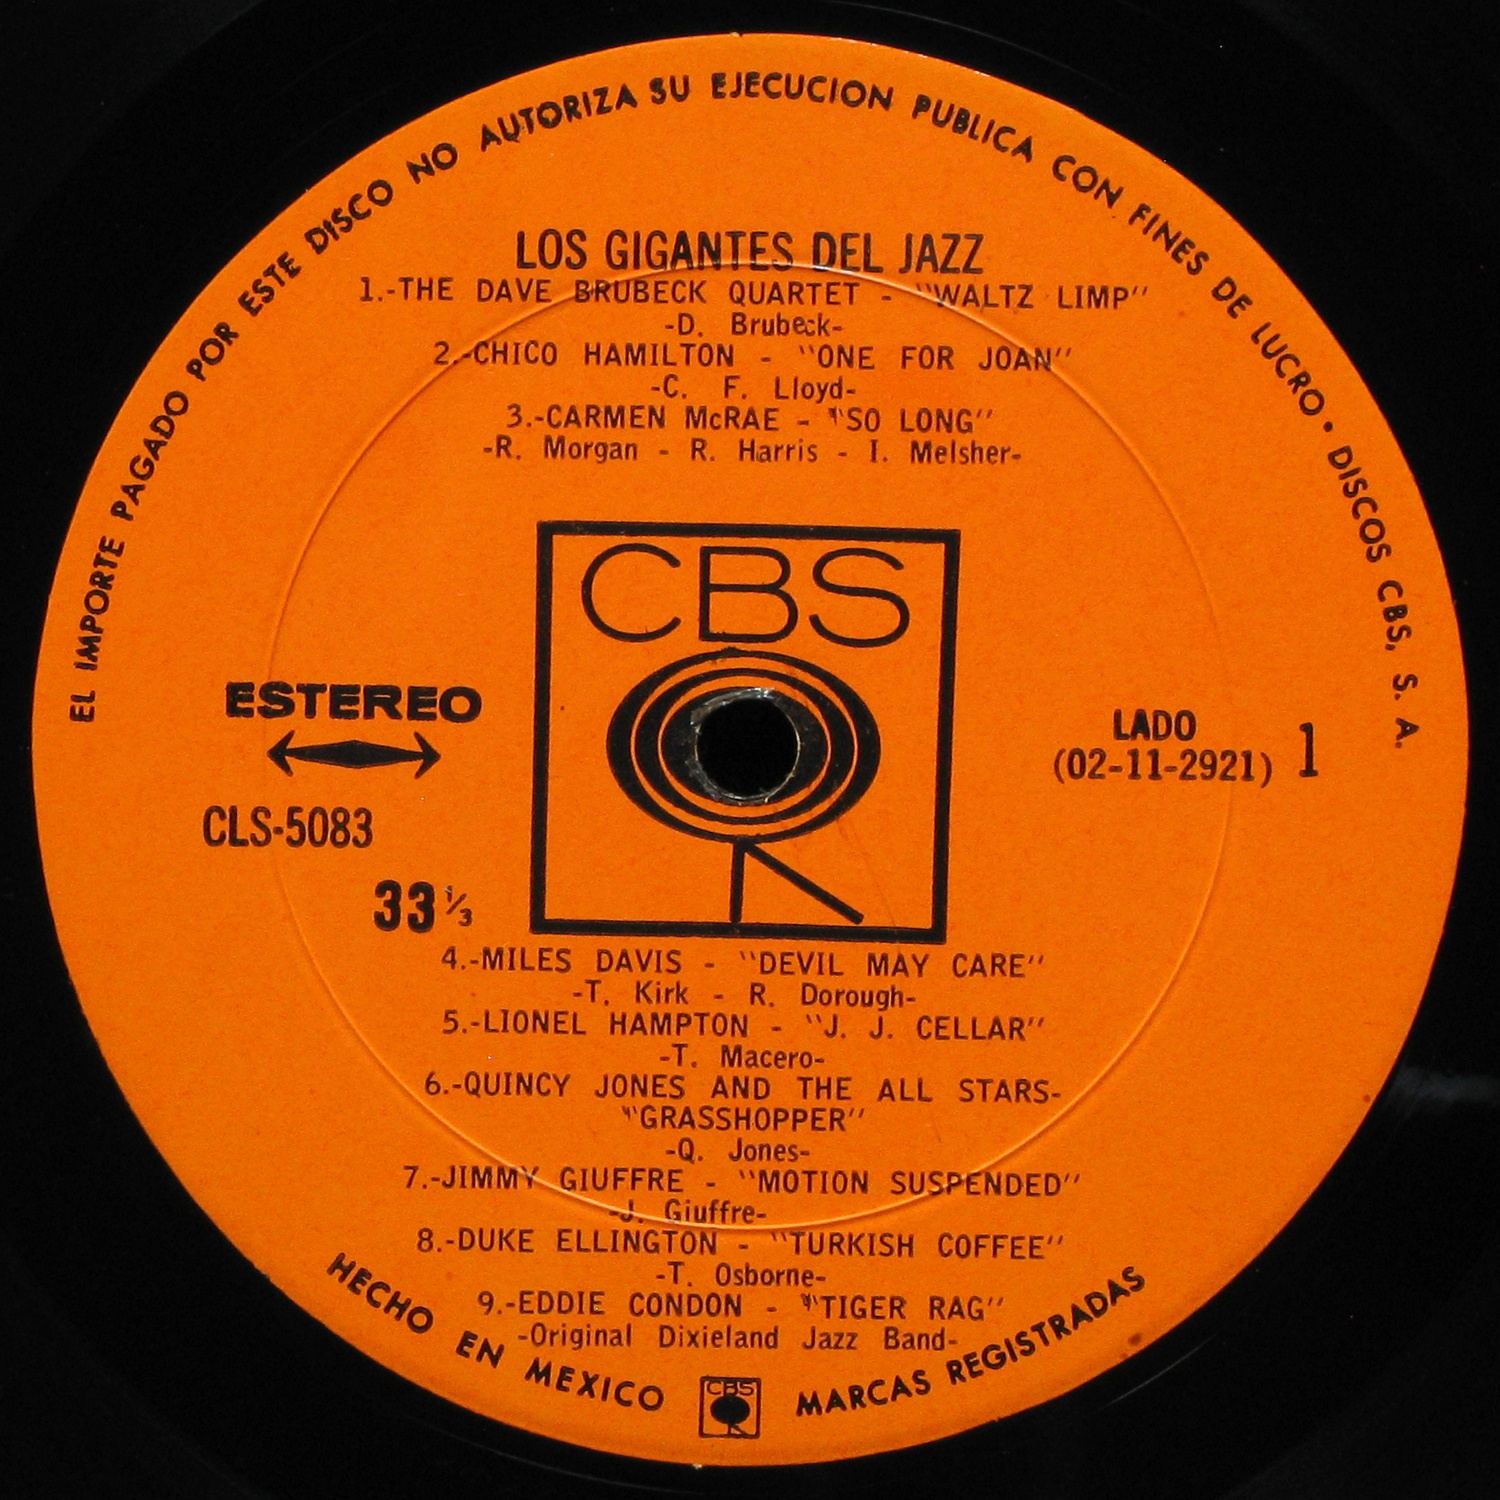 EL IMPORTE PAGADO POR ESTE DISCO NO AUTORIZA SU EJECUCION PUBLICA CON FINES DE LUCRO • DISCOS CBS, S. A.
LOS GIGANTES DEL JAZZ
1.-THE DAVE BRUBECK QUARTET - "WALTZ LIMP"
-D. Brubeck-
2.-CHICO HAMILTON - "ONE FOR JOAN"
-C. F. Lloyd-
3.-CARMEN McRAE - "SO LONG"
-R. Morgan - R. Harris - I. Melsher-
CBS
ESTEREO
CLS-5083
33⅓
LADO 1
(02-11-2921)
4.-MILES DAVIS - "DEVIL MAY CARE"
-T. Kirk - R. Dorough-
5.-LIONEL HAMPTON - "J. J. CELLAR"
-T. Macero-
6.-QUINCY JONES AND THE ALL STARS-
"GRASSHOPPER"
-Q. Jones-
7.-JIMMY GIUFFRE - "MOTION SUSPENDED"
-J. Giuffre-
8.-DUKE ELLINGTON - "TURKISH COFFEE"
-T. Osborne-
9.-EDDIE CONDON - "TIGER RAG"
-Original Dixieland Jazz Band-
HECHO EN MEXICO CBS MARCAS REGISTRADAS